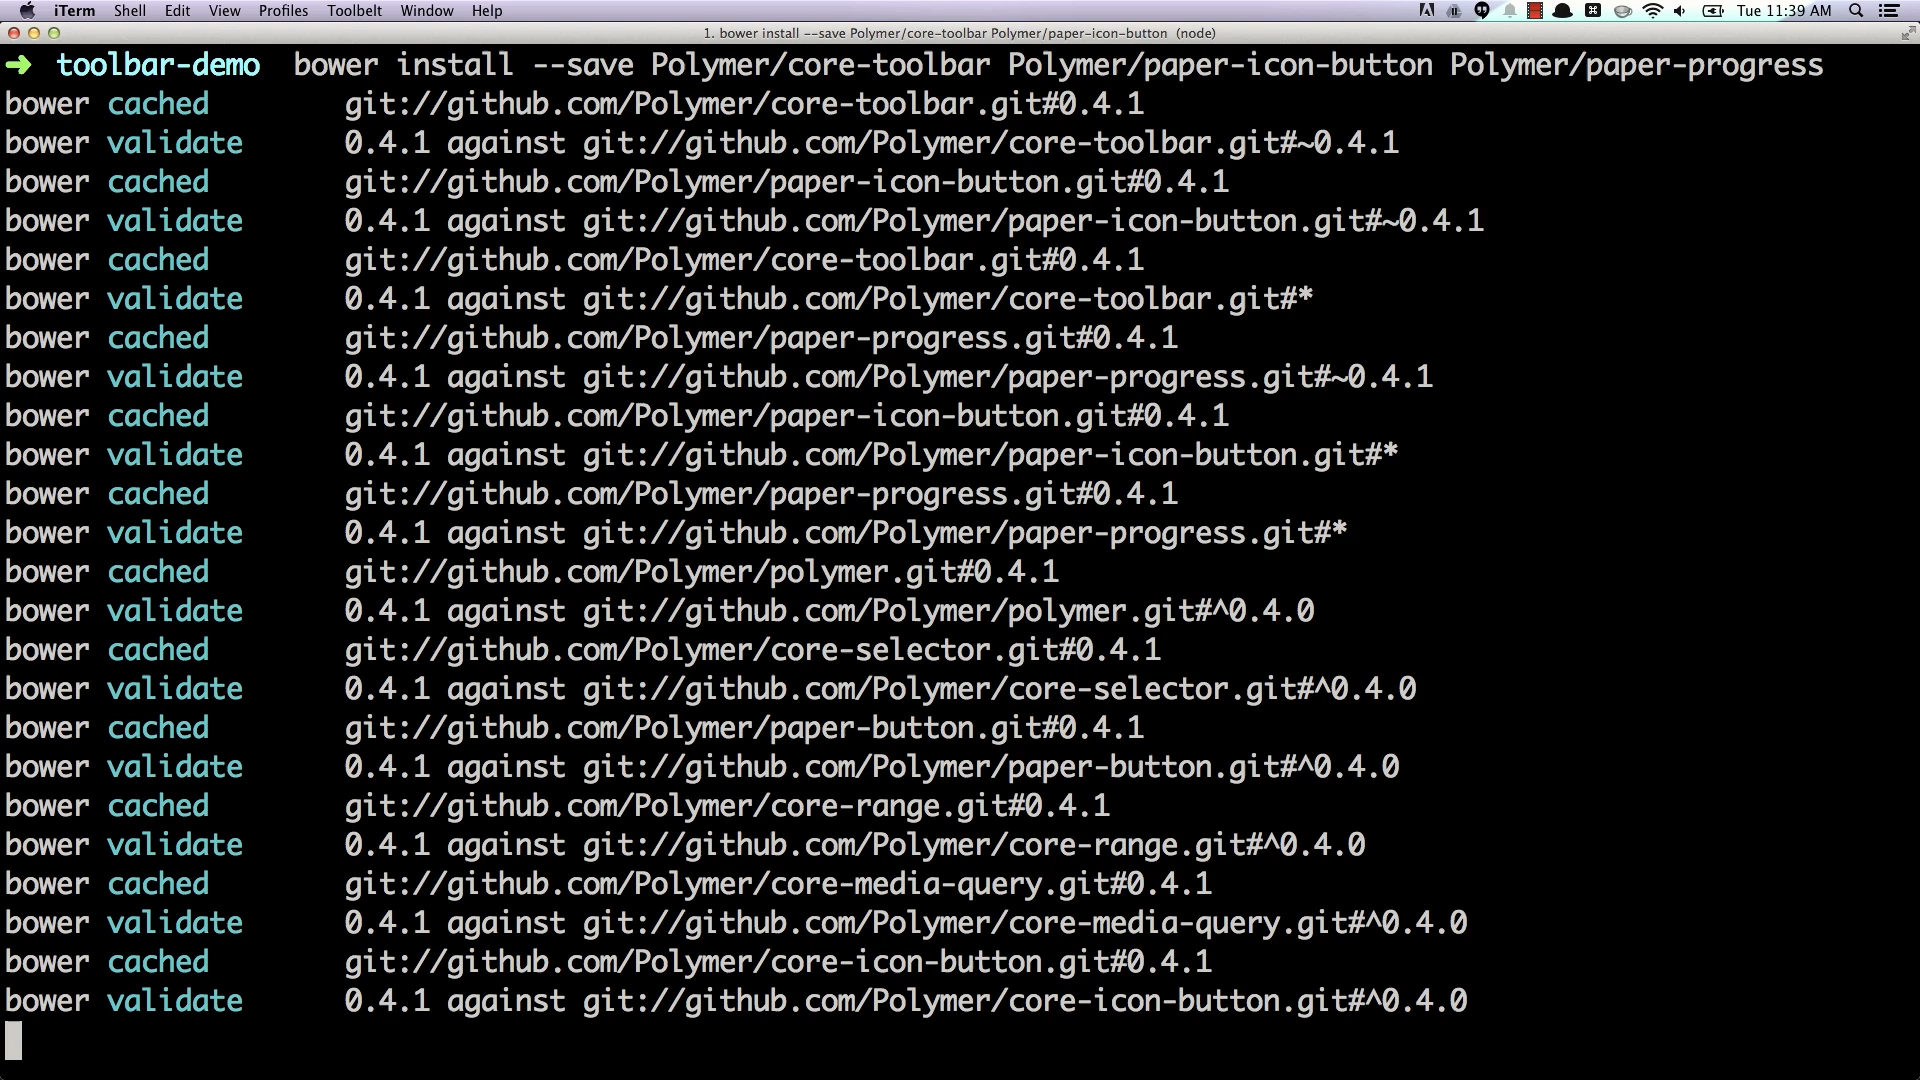 iTerm Shell Edit View Profiles Toolbelt Window Help Tue 11:39 AM
1. bower install --save Polymer/core-toolbar Polymer/paper-icon-button (node)
➜ toolbar-demo bower install --save Polymer/core-toolbar Polymer/paper-icon-button Polymer/paper-progress
bower cached git://github.com/Polymer/core-toolbar.git#0.4.1
bower validate 0.4.1 against git://github.com/Polymer/core-toolbar.git#~0.4.1
bower cached git://github.com/Polymer/paper-icon-button.git#0.4.1
bower validate 0.4.1 against git://github.com/Polymer/paper-icon-button.git#~0.4.1
bower cached git://github.com/Polymer/core-toolbar.git#0.4.1
bower validate 0.4.1 against git://github.com/Polymer/core-toolbar.git#*
bower cached git://github.com/Polymer/paper-progress.git#0.4.1
bower validate 0.4.1 against git://github.com/Polymer/paper-progress.git#~0.4.1
bower cached git://github.com/Polymer/paper-icon-button.git#0.4.1
bower validate 0.4.1 against git://github.com/Polymer/paper-icon-button.git#*
bower cached git://github.com/Polymer/paper-progress.git#0.4.1
bower validate 0.4.1 against git://github.com/Polymer/paper-progress.git#*
bower cached git://github.com/Polymer/polymer.git#0.4.1
bower validate 0.4.1 against git://github.com/Polymer/polymer.git#^0.4.0
bower cached git://github.com/Polymer/core-selector.git#0.4.1
bower validate 0.4.1 against git://github.com/Polymer/core-selector.git#^0.4.0
bower cached git://github.com/Polymer/paper-button.git#0.4.1
bower validate 0.4.1 against git://github.com/Polymer/paper-button.git#^0.4.0
bower cached git://github.com/Polymer/core-range.git#0.4.1
bower validate 0.4.1 against git://github.com/Polymer/core-range.git#^0.4.0
bower cached git://github.com/Polymer/core-media-query.git#0.4.1
bower validate 0.4.1 against git://github.com/Polymer/core-media-query.git#^0.4.0
bower cached git://github.com/Polymer/core-icon-button.git#0.4.1
bower validate 0.4.1 against git://github.com/Polymer/core-icon-button.git#^0.4.0